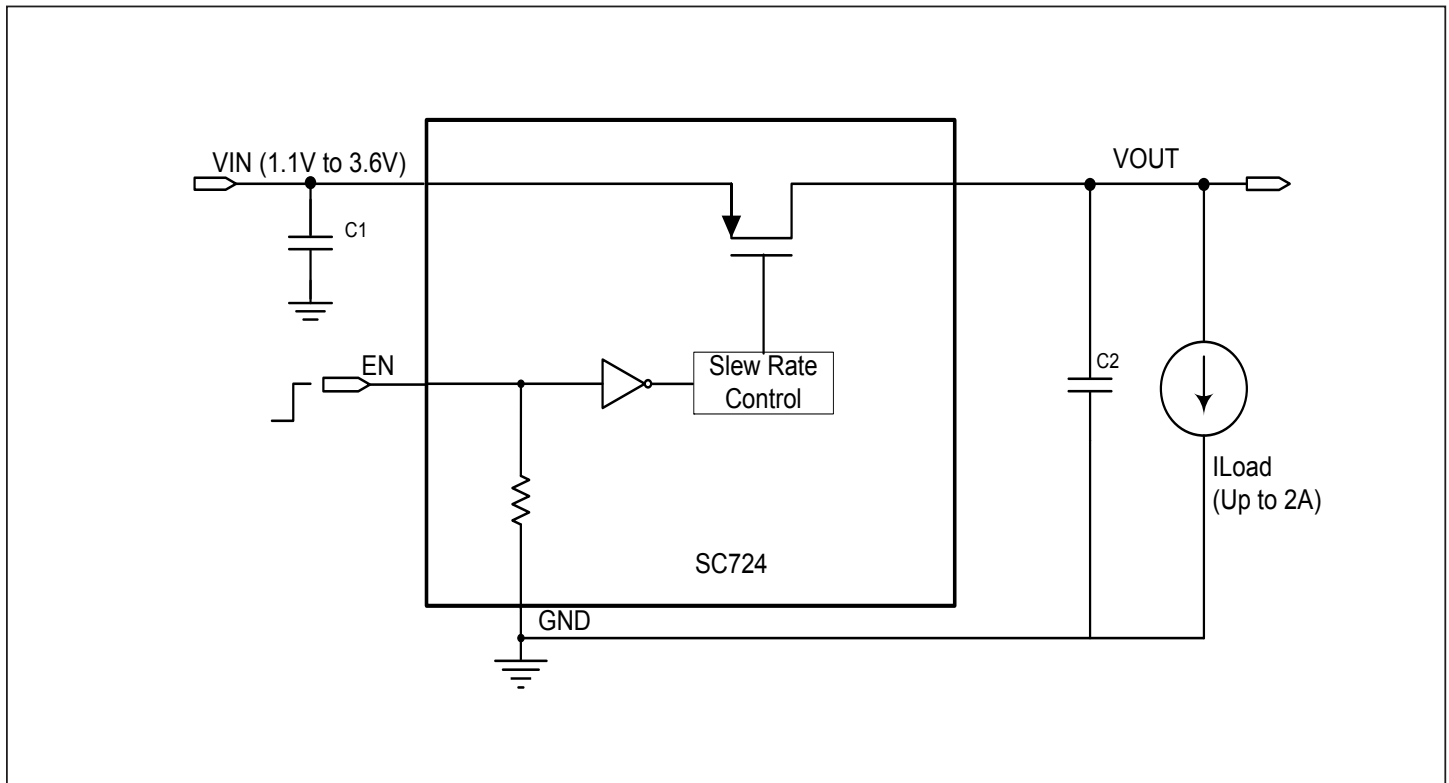 VIN (1.1V to 3.6V)
VOUT
C1
EN
Slew Rate
Control
C2
ILoad
(Up to 2A)
SC724
GND